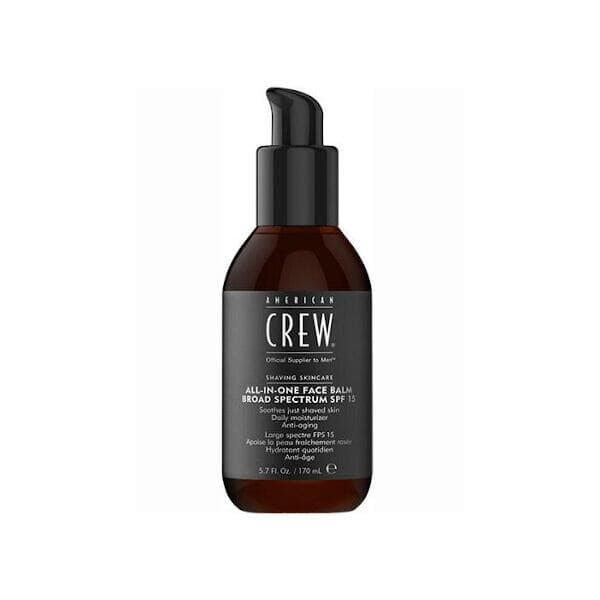 AMERICAN
CREW®
Official Supplier to Men™
SHAVING SKINCARE
ALL-IN-ONE FACE BALM
BROAD SPECTRUM SPF 15
Soothes just shaved skin
Daily moisturizer
Anti-aging
Large spectre FPS 15
Apaise la peau fraîchement rasée
Hydratant quotidien
Anti-âge
5.7 Fl. Oz. / 170 mL ℮